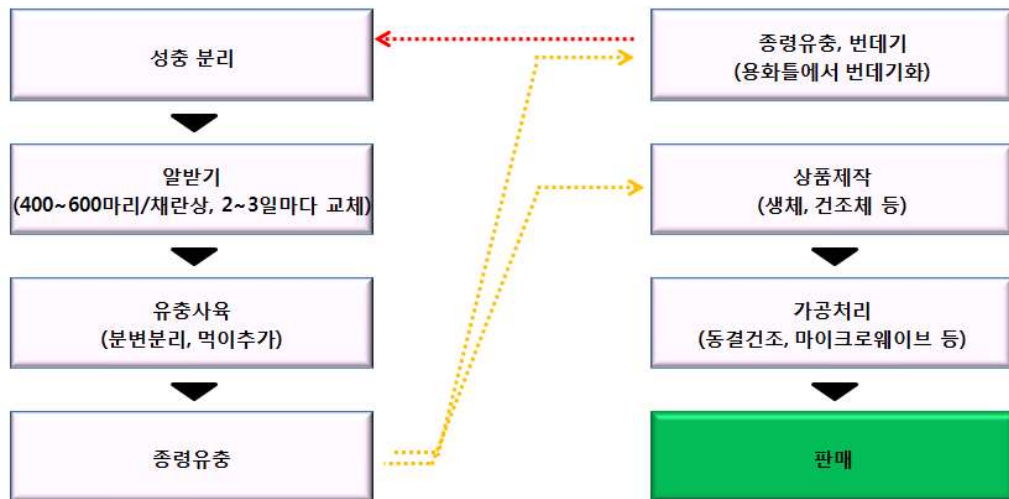 성충 분리
알받기
(400~600마리/채란상, 2~3일마다 교체)
유충사육
(분변분리, 먹이추가)
종령유충
종령유충, 번데기
(용화틀에서 번데기화)
상품제작
(생체, 건조체 등)
가공처리
(동결건조, 마이크로웨이브 등)
판매